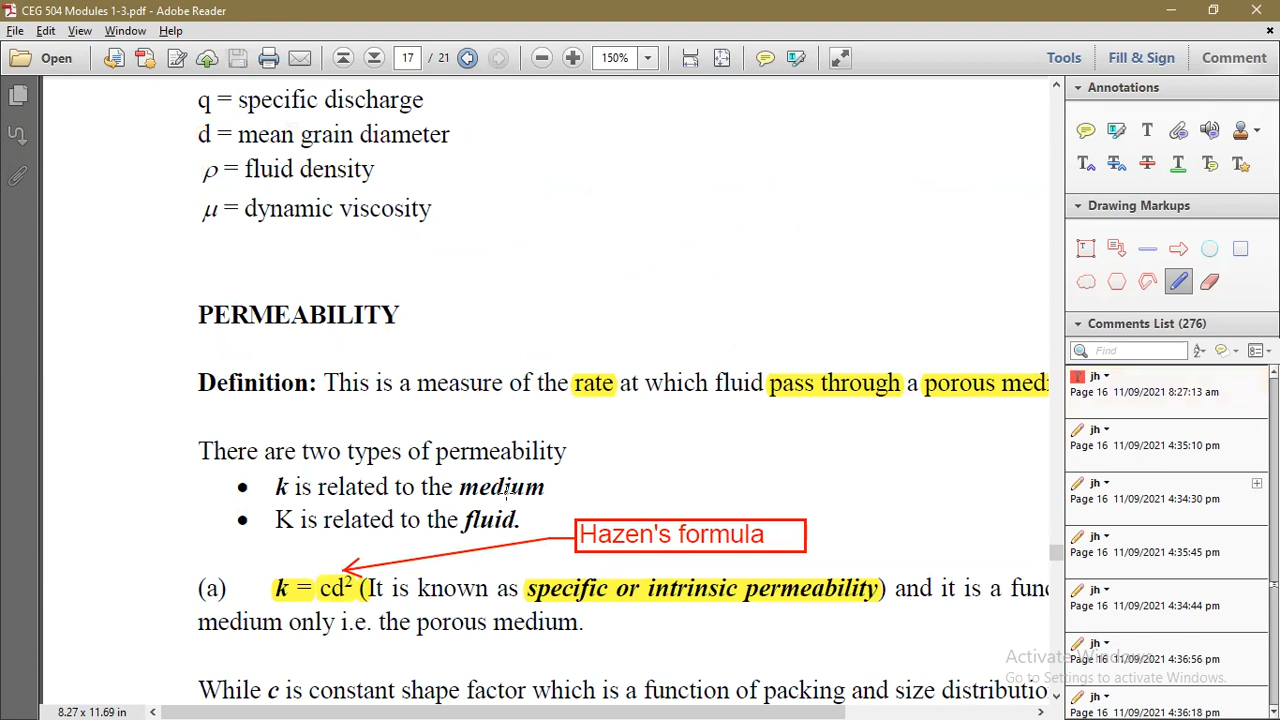 CEG 504 Modules 1-3.pdf - Adobe Reader
File Edit View Window Help
Open 17 / 21 150% Tools Fill & Sign Comment
q = specific discharge
d = mean grain diameter
ρ = fluid density
μ = dynamic viscosity
PERMEABILITY
Definition: This is a measure of the rate at which fluid pass through a porous medi
There are two types of permeability
• k is related to the medium
• K is related to the fluid.
Hazen's formula
(a) k = cd² (It is known as specific or intrinsic permeability) and it is a func
medium only i.e. the porous medium.
While c is constant shape factor which is a function of packing and size distributio
8.27 x 11.69 in
Annotations
Drawing Markups
Comments List (276)
Find
jh
Page 16 11/09/2021 8:27:13 am
jh
Page 16 11/09/2021 4:35:10 pm
jh
Page 16 11/09/2021 4:34:30 pm
jh
Page 16 11/09/2021 4:35:45 pm
jh
Page 16 11/09/2021 4:34:44 pm
jh
Page 16 11/09/2021 4:36:56 pm
jh
Page 16 11/09/2021 4:36:18 pm
Activate Windows
Go to Settings to activate Windows.